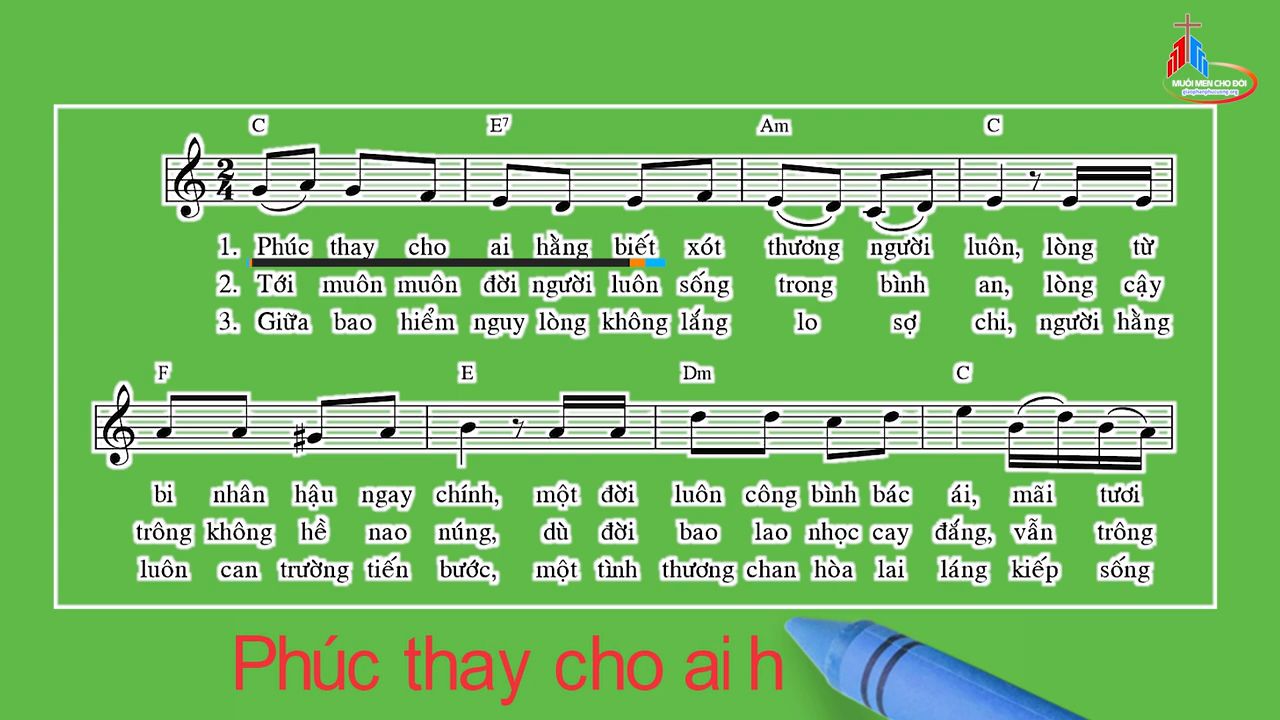 MUỐI MEN CHO ĐỜI
giaophanphucuong.org
C E7 Am C
2
4
1. Phúc thay cho ai hằng biết xót thương người luôn, lòng từ
2. Tới muôn muôn đời người luôn sống trong bình an, lòng cậy
3. Giữa bao hiểm nguy lòng không lắng lo sợ chi, người hằng
F E Dm C
bi nhân hậu ngay chính, một đời luôn công bình bác ái, mãi tươi
trông không hề nao núng, dù đời bao lao nhọc cay đắng, vẫn trông
luôn can trường tiến bước, một tình thương chan hòa lai láng kiếp sống
Phúc thay cho ai h